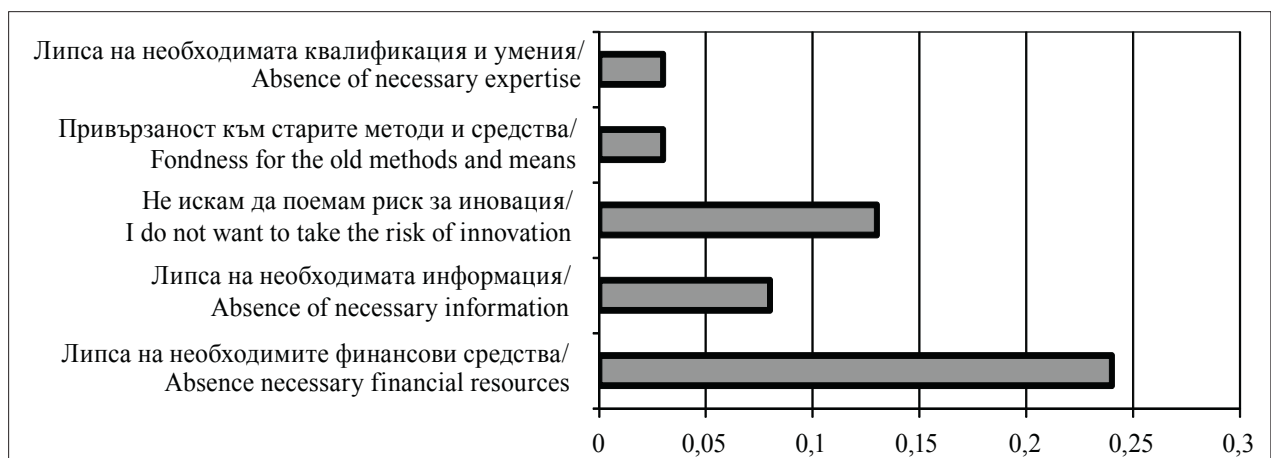 Липса на необходимата квалификация и умения/
Absence of necessary expertise
Привързаност към старите методи и средства/
Fondness for the old methods and means
Не искам да поемам риск за иновация/
I do not want to take the risk of innovation
Липса на необходимата информация/
Absence of necessary information
Липса на необходимите финансови средства/
Absence necessary financial resources
0 0,05 0,1 0,15 0,2 0,25 0,3